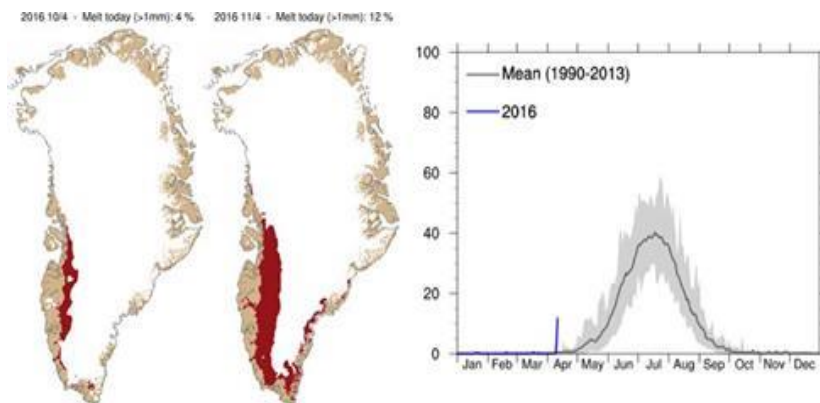 2016 10/4 - Melt today (>1mm): 4 %
2016 11/4 - Melt today (>1mm): 12 %
100
80
60
40
20
0
Mean (1990-2013)
2016
Jan Feb Mar Apr May Jun Jul Aug Sep Oct Nov Dec